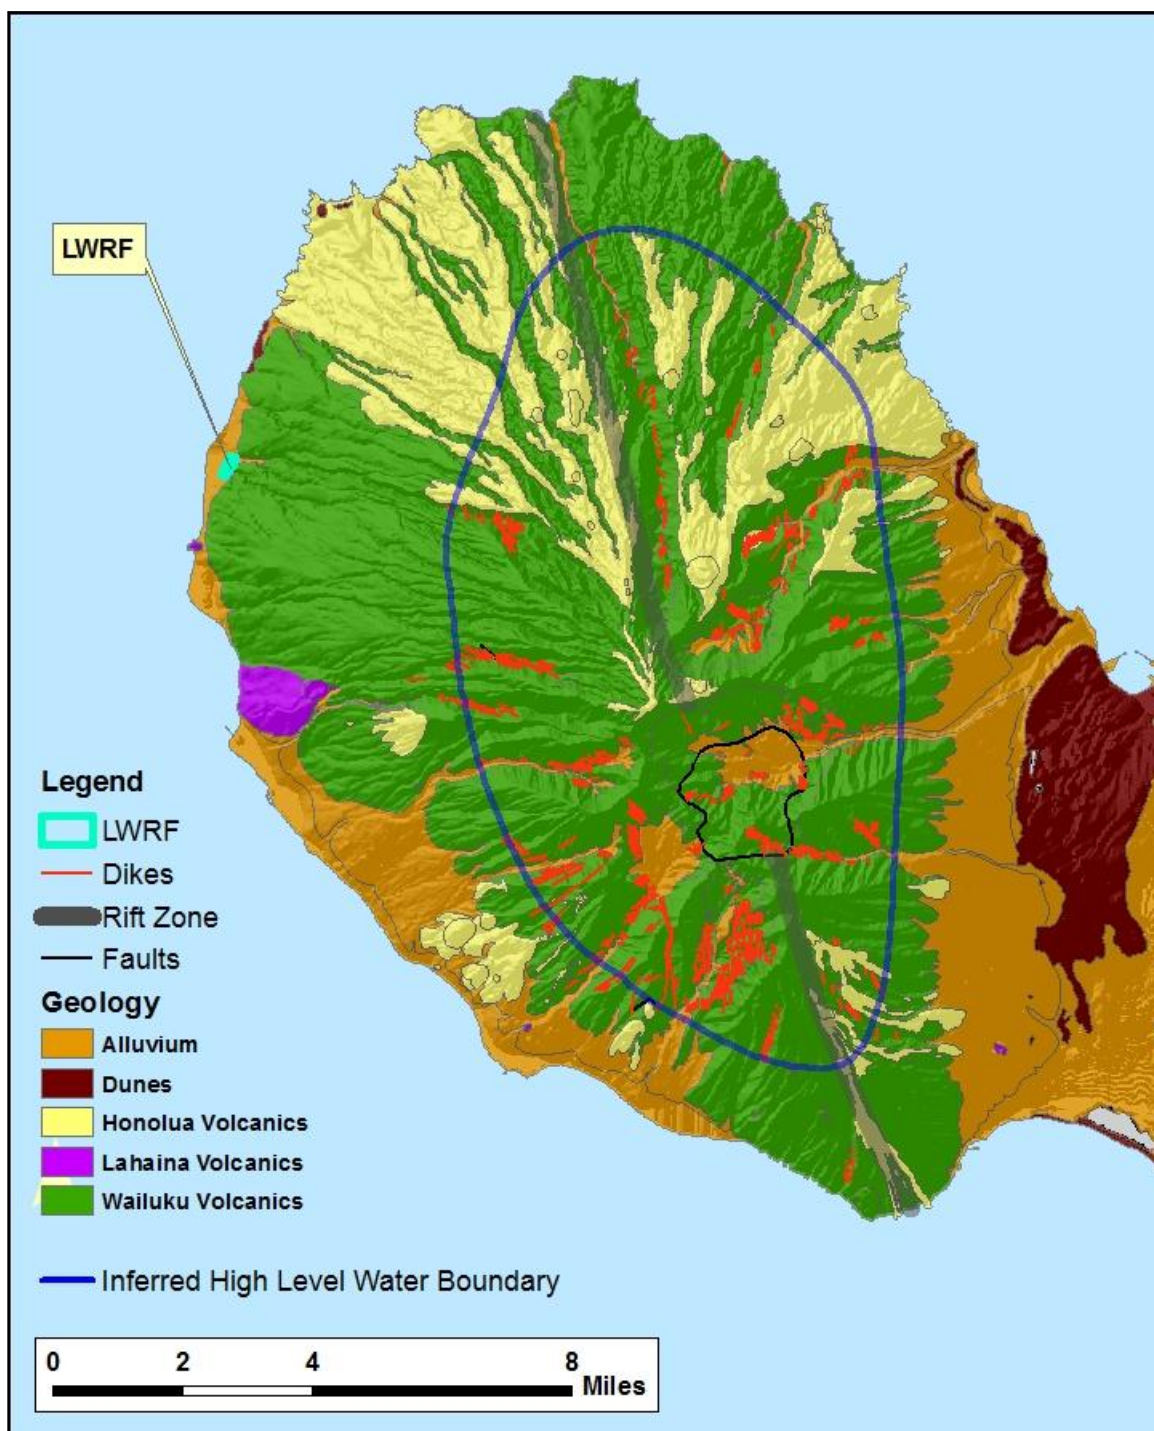 LWRF
Legend
LWRF
Dikes
Rift Zone
Faults
Geology
Alluvium
Dunes
Honolua Volcanics
Lahaina Volcanics
Wailuku Volcanics
Inferred High Level Water Boundary
0 2 4 8
Miles